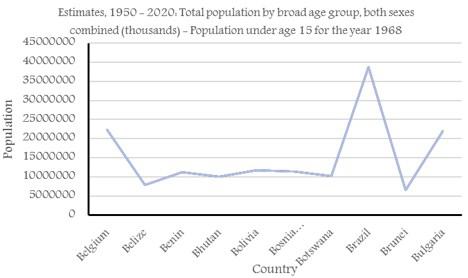 Estimates, 1950 - 2020: Total population by broad age group, both sexes
combined (thousands) - Population under age 15 for the year 1968
45000000
40000000
35000000
30000000
25000000
20000000
15000000
10000000
5000000
0
Population
Belgium
Belize
Benin
Bhutan
Bolivia
Bosnia...
Botswana
Brazil
Brunei
Bulgaria
Country